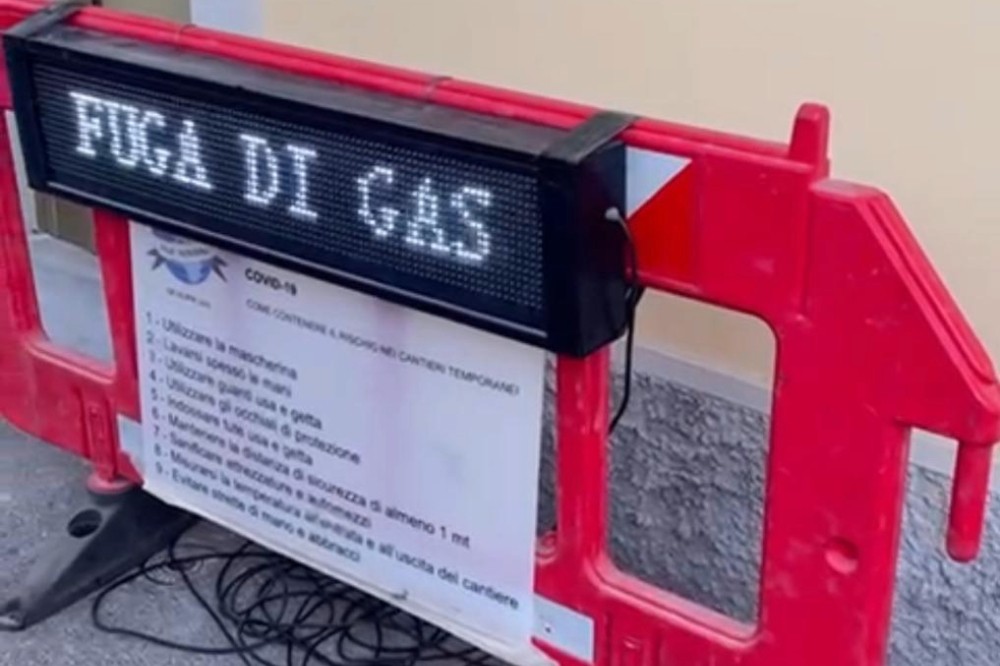 FUGA DI GAS
COVID-19
COME CONTENERE IL RISCHIO NEI CANTIERI TEMPORANEI
1 - Utilizzare la mascherina
2 - Lavarsi spesso le mani
3 - Utilizzare guanti usa e getta
4 - Utilizzare gli occhiali di protezione
5 - Indossare tute usa e getta
6 - Mantenere la distanza di sicurezza di almeno 1 mt
7 - Sanificare attrezzature e automezzi
8 - Misurarsi la temperatura all'entrata e all'uscita del cantiere
9 - Evitare strette di mano e abbracci